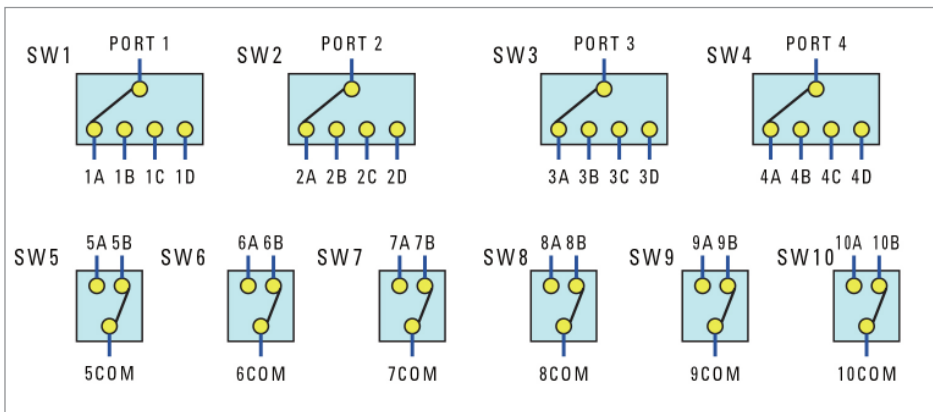 SW1 PORT 1 SW2 PORT 2 SW3 PORT 3 SW4 PORT 4
1A 1B 1C 1D 2A 2B 2C 2D 3A 3B 3C 3D 4A 4B 4C 4D
SW5 5A 5B SW6 6A 6B SW7 7A 7B SW8 8A 8B SW9 9A 9B SW10 10A 10B
5COM 6COM 7COM 8COM 9COM 10COM